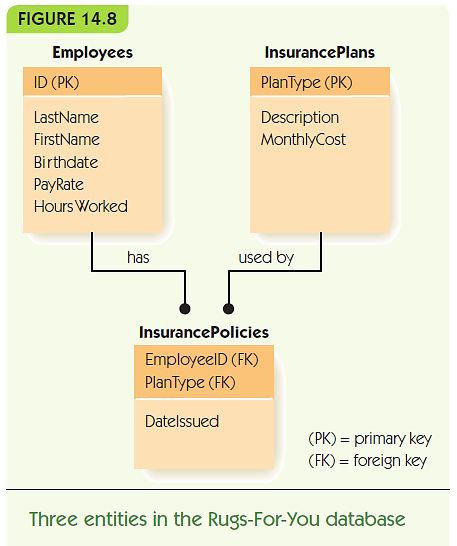 FIGURE 14.8
Employees
ID (PK)
LastName
FirstName
Birthdate
PayRate
HoursWorked
InsurancePlans
PlanType (PK)
Description
MonthlyCost
has
used by
InsurancePolicies
EmployeeID (FK)
PlanType (FK)
DateIssued
(PK) = primary key
(FK) = foreign key
Three entities in the Rugs-For-You database